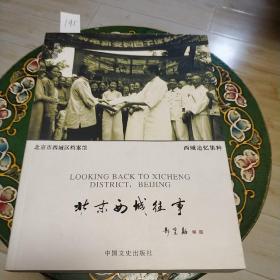 195
北京市西城区档案馆
西城追忆集粹
LOOKING BACK TO XICHENG
DISTRICT, BEIJING
北京西城往事
中国文史出版社